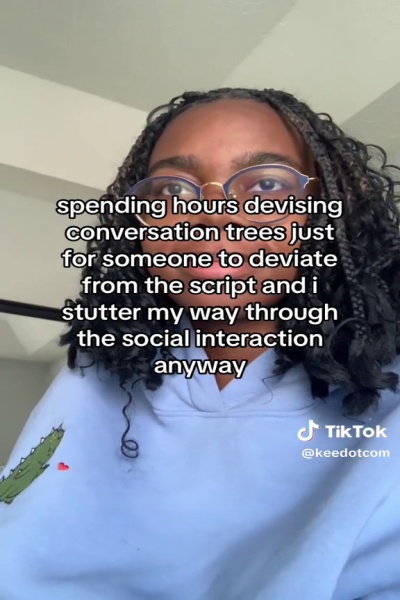 spending hours devising
conversation trees just
for someone to deviate
from the script and i
stutter my way through
the social interaction
anyway
TikTok
@keedotcom